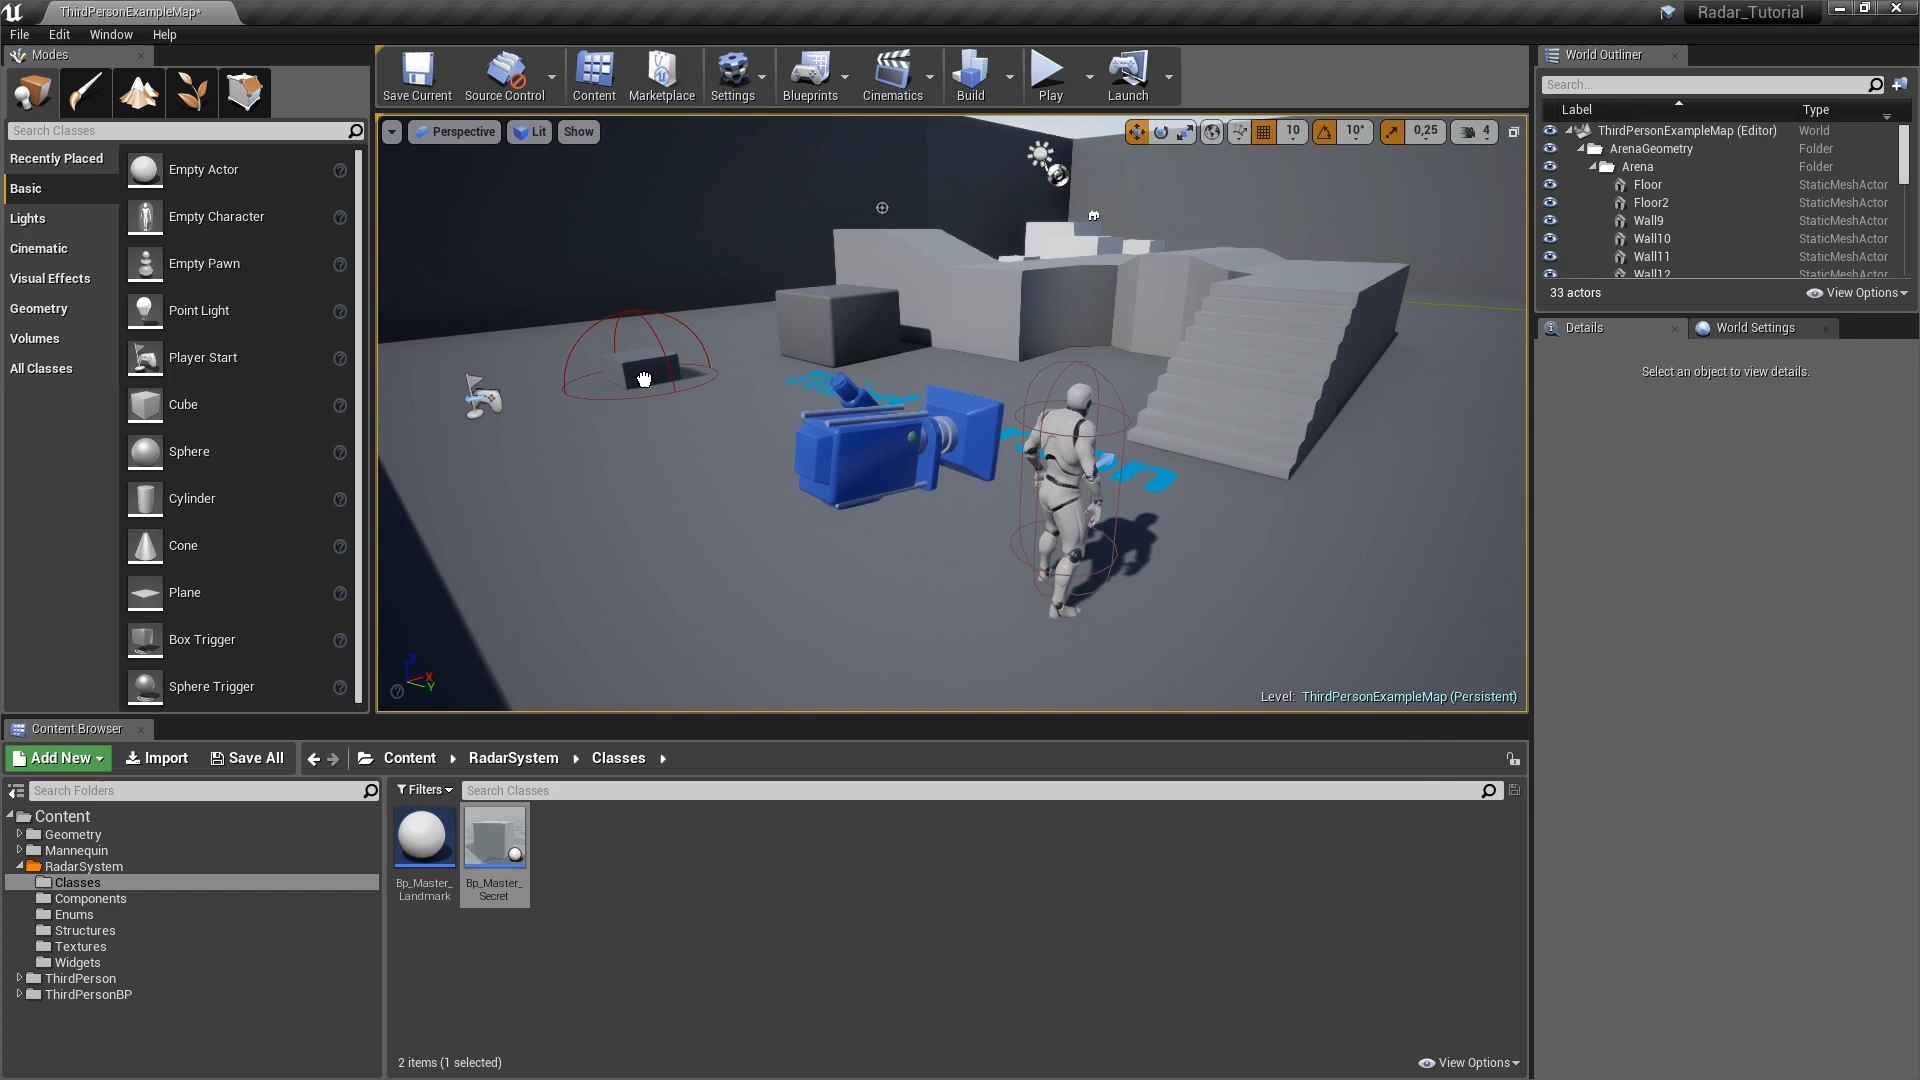 ThirdPersonExampleMap*
Radar_Tutorial
File Edit Window Help
Modes
Search Classes
Recently Placed
Basic
Lights
Cinematic
Visual Effects
Geometry
Volumes
All Classes
Empty Actor
Empty Character
Empty Pawn
Point Light
Player Start
Cube
Sphere
Cylinder
Cone
Plane
Box Trigger
Sphere Trigger
Save Current
Source Control
Content
Marketplace
Settings
Blueprints
Cinematics
Build
Play
Launch
Perspective Lit Show
10 10° 0,25 4
X
Y
Z
Level: ThirdPersonExampleMap (Persistent)
World Outliner
Search...
Label Type
ThirdPersonExampleMap (Editor) World
ArenaGeometry Folder
Arena Folder
Floor StaticMeshActor
Floor2 StaticMeshActor
Wall9 StaticMeshActor
Wall10 StaticMeshActor
Wall11 StaticMeshActor
Wall12 StaticMeshActor
33 actors
View Options
Details
World Settings
Select an object to view details.
Content Browser
Add New Import Save All Content RadarSystem Classes
Search Folders
Filters
Search Classes
Content
Geometry
Mannequin
RadarSystem
Classes
Components
Enums
Structures
Textures
Widgets
ThirdPerson
ThirdPersonBP
Bp_Master_
Landmark
Bp_Master_
Secret
2 items (1 selected)
View Options